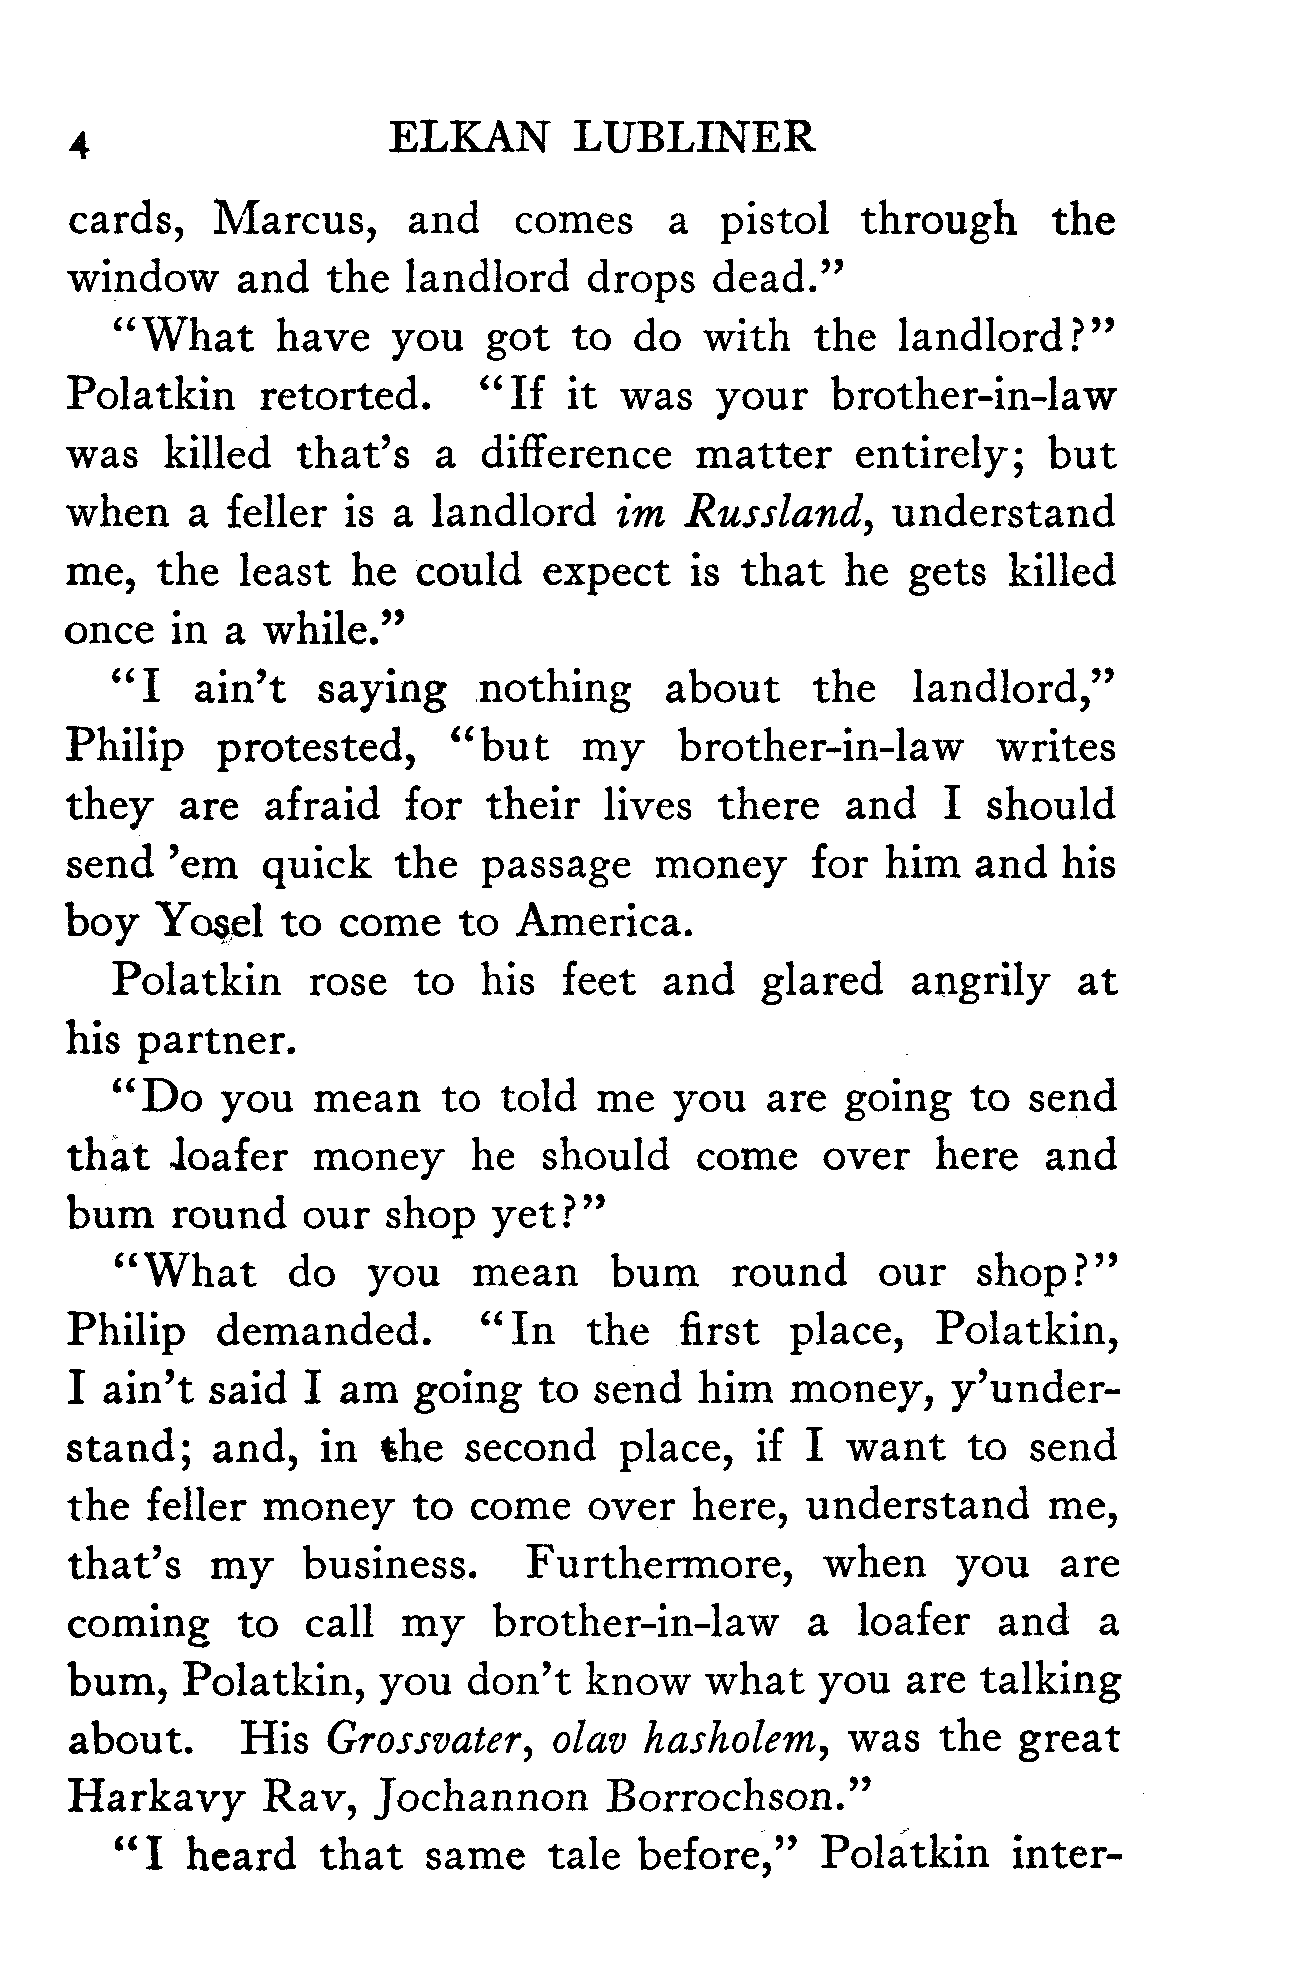 4 ELKAN LUBLINER
cards, Marcus, and comes a pistol through the
window and the landlord drops dead.”
“What have you got to do with the landlord?”
Polatkin retorted. “If it was your brother-in-law
was killed that’s a difference matter entirely; but
when a feller is a landlord im Russland, understand
me, the least he could expect is that he gets killed
once in a while.”
“I ain’t saying nothing about the landlord,”
Philip protested, “but my brother-in-law writes
they are afraid for their lives there and I should
send ’em quick the passage money for him and his
boy Yosel to come to America.
Polatkin rose to his feet and glared angrily at
his partner.
“Do you mean to told me you are going to send
that loafer money he should come over here and
bum round our shop yet?”
“What do you mean bum round our shop?”
Philip demanded. “In the first place, Polatkin,
I ain’t said I am going to send him money, y’under-
stand; and, in the second place, if I want to send
the feller money to come over here, understand me,
that’s my business. Furthermore, when you are
coming to call my brother-in-law a loafer and a
bum, Polatkin, you don’t know what you are talking
about. His Grossvater, olav hasholem, was the great
Harkavy Rav, Jochannon Borrochson.”
“I heard that same tale before,” Polatkin inter-